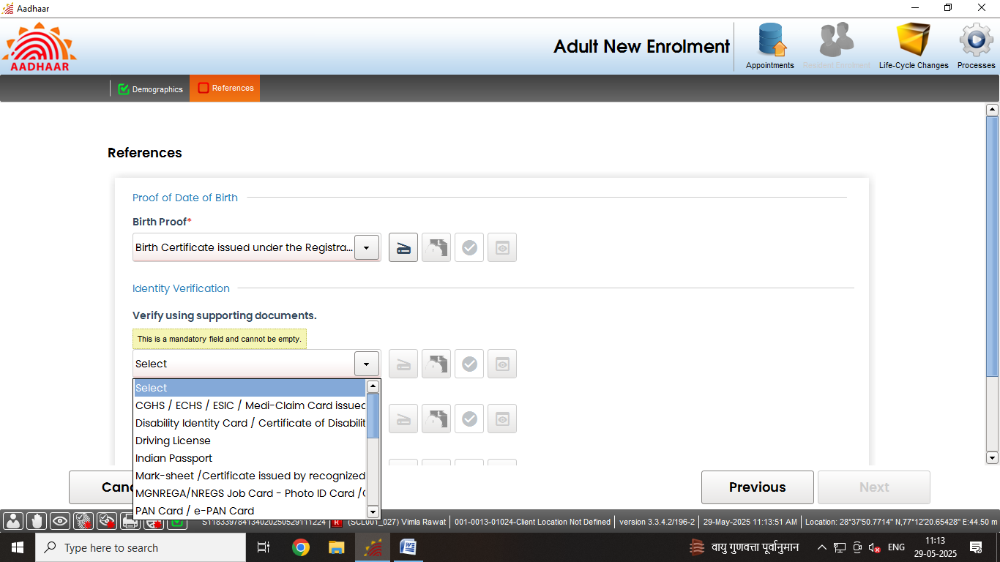 Aadhaar
AADHAAR
Adult New Enrolment
Appointments
Resident Enrolment
Life-Cycle Changes
Processes
Demographics
References
References
Proof of Date of Birth
Birth Proof*
Birth Certificate issued under the Registra...
Identity Verification
Verify using supporting documents.
This is a mandatory field and cannot be empty.
Select
Select
CGHS / ECHS / ESIC / Medi-Claim Card issued
Disability Identity Card / Certificate of Disabilit
Driving License
Indian Passport
Mark-sheet /Certificate issued by recognized
MGNREGA/NREGS Job Card - Photo ID Card /
PAN Card / e-PAN Card
Previous
Next
R (SCL001_027) Vimla Rawat
001-0013-01024-Client Location Not Defined
version 3.3.4.2/196-2
29-May-2025 11:13:51 AM
Location: 28°37'50.7714" N,77°12'20.65428" E:44.50 m
Type here to search
वायु गुणवत्ता पूर्वानुमान
ENG
11:13
29-05-2025